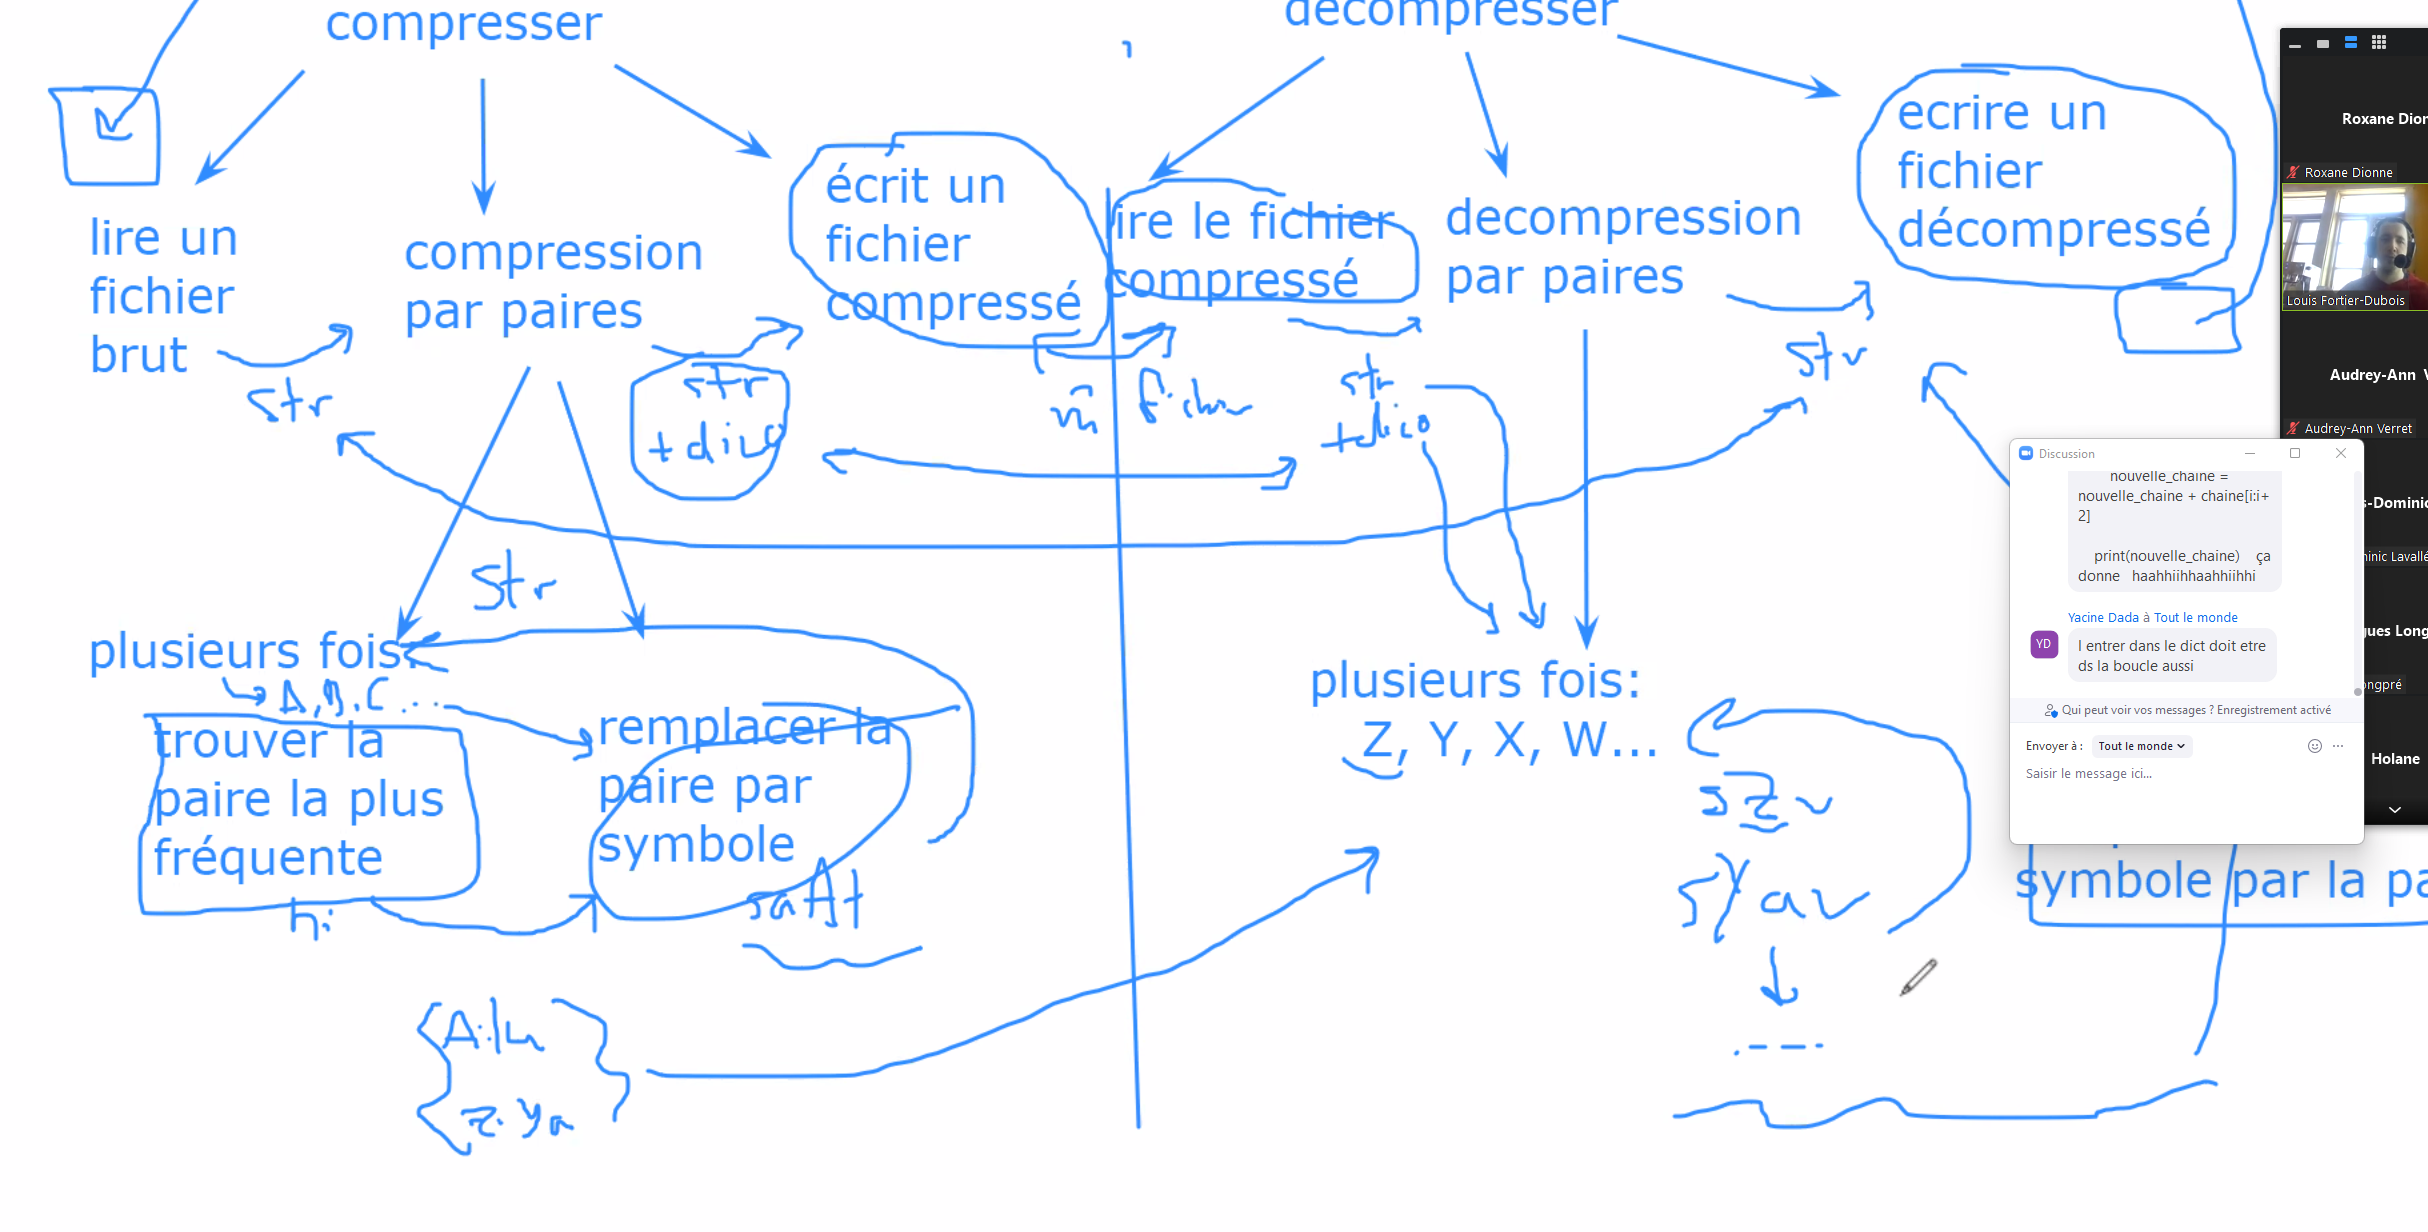 compresser
décompresser
lire un
fichier
brut
compression
par paires
écrit un
fichier
compressé
lire le fichier
compressé
decompression
par paires
ecrire un
fichier
décompressé
str
str
+ dico
m̂ fichier
str
+dico
str
str
plusieurs fois:
A, B, C ...
trouver la
paire la plus
fréquente
hi
remplacer la
paire par
symbole
saAt
plusieurs fois:
Z, Y, X, W...
sZv
sYav
symbole par la pa
Z: Ya
Roxane Dion
Roxane Dionne
Louis Fortier-Dubois
Audrey-Ann V
Audrey-Ann Verret
s-Dominic
inic Lavallé
ues Long
ongpré
Holane
Discussion
nouvelle_chaine =
nouvelle_chaine + chaine[i:i+
2]
print(nouvelle_chaine) ça
donne haahhiihhaahhiihhi
Yacine Dada à Tout le monde
YD
l entrer dans le dict doit etre
ds la boucle aussi
Qui peut voir vos messages ? Enregistrement activé
Envoyer à : Tout le monde
Saisir le message ici...